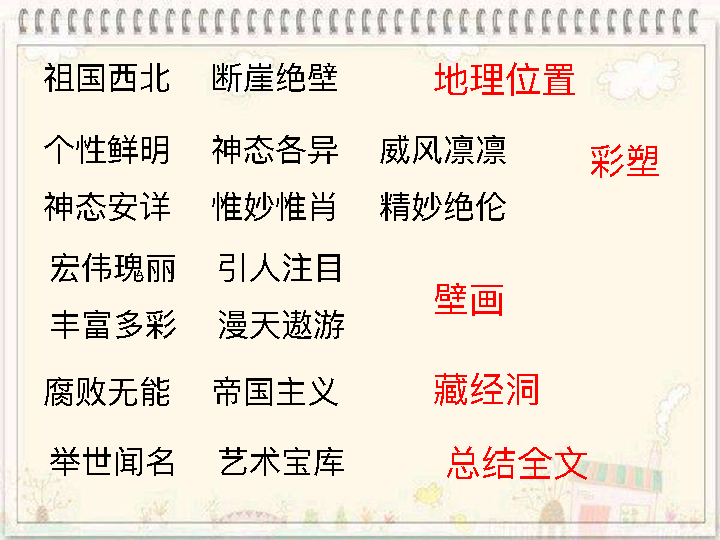 祖国西北 断崖绝壁 地理位置
个性鲜明 神态各异 威风凛凛
彩塑
神态安详 惟妙惟肖 精妙绝伦
宏伟瑰丽 引人注目
壁画
丰富多彩 漫天遨游
腐败无能 帝国主义 藏经洞
举世闻名 艺术宝库 总结全文